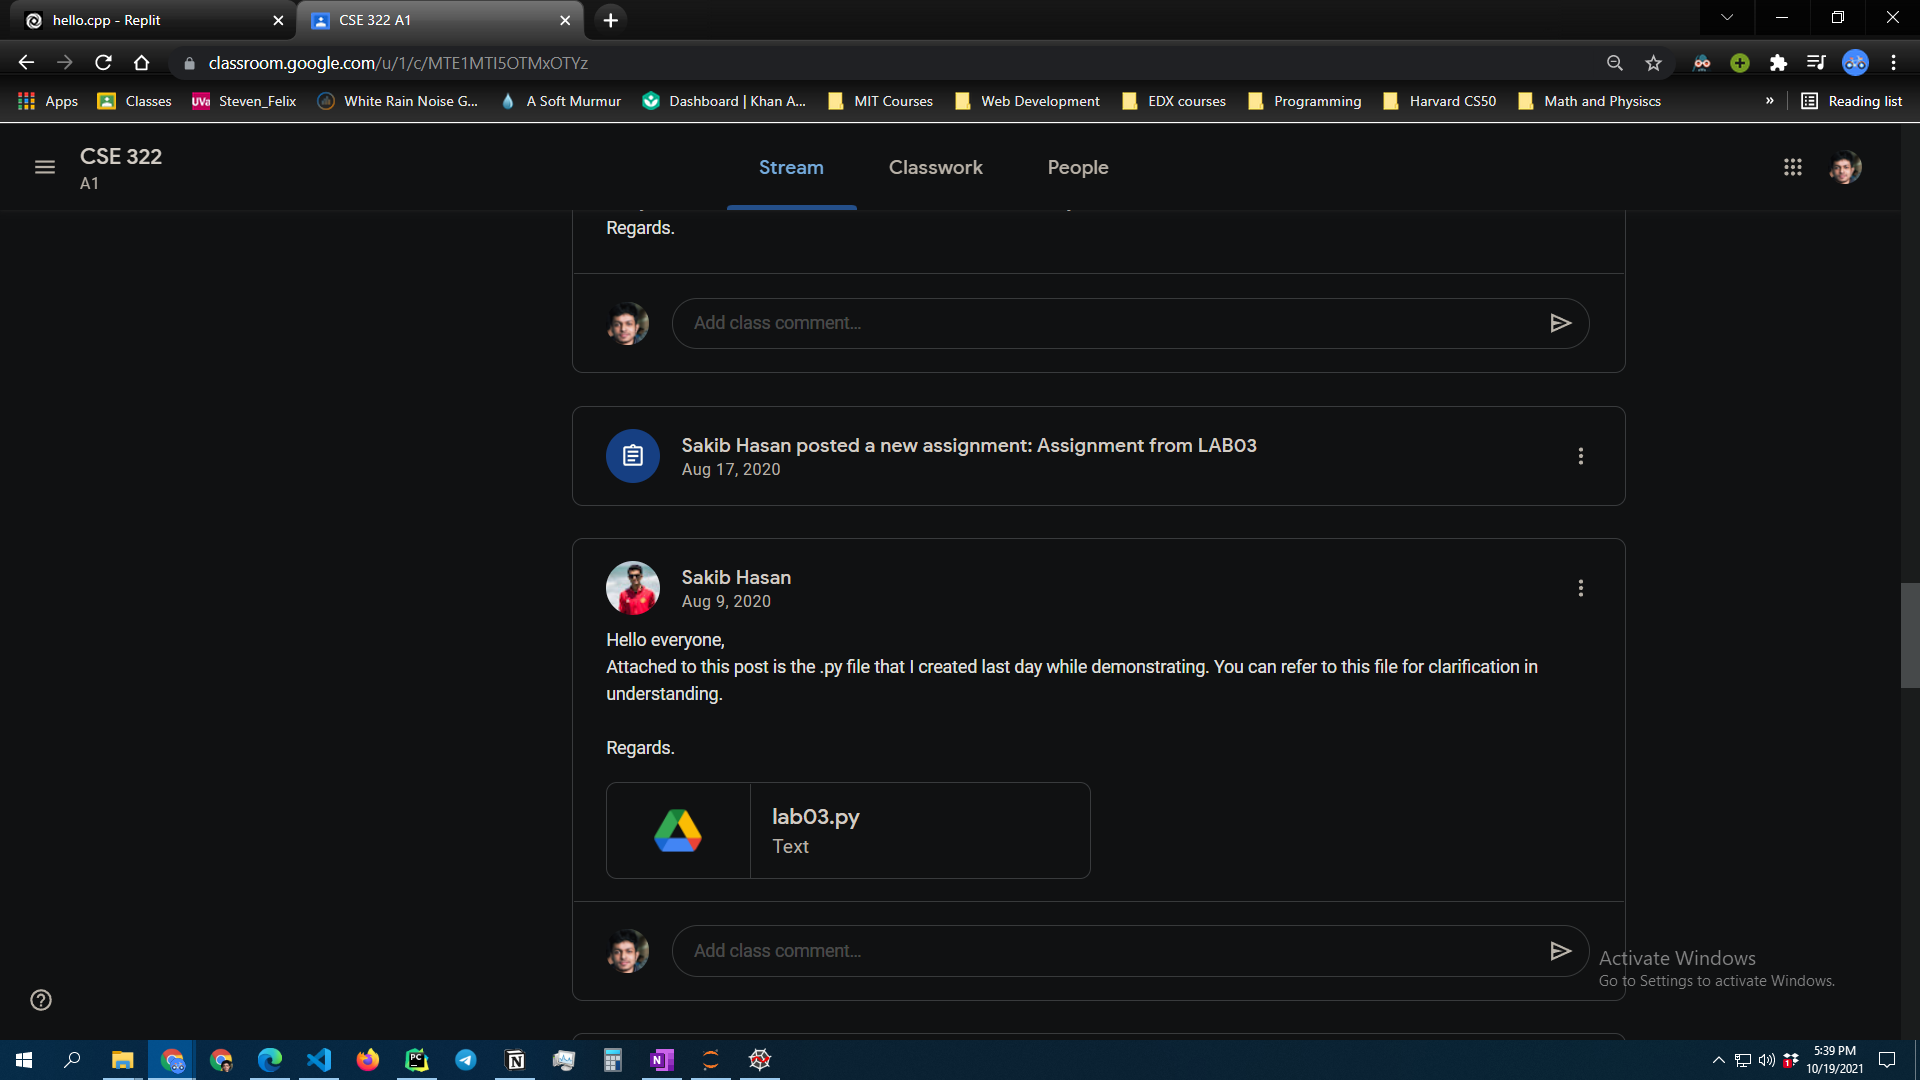 hello.cpp - Replit
CSE 322 A1
classroom.google.com/u/1/c/MTE1MTI5OTMxOTYz
Apps
Classes
UVa
Steven_Felix
White Rain Noise G...
A Soft Murmur
Dashboard | Khan A...
MIT Courses
Web Development
EDX courses
Programming
Harvard CS50
Math and Physiscs
»
Reading list
CSE 322
A1
Stream
Classwork
People
Regards.
Add class comment...
Sakib Hasan posted a new assignment: Assignment from LAB03
Aug 17, 2020
Sakib Hasan
Aug 9, 2020
Hello everyone,
Attached to this post is the .py file that I created last day while demonstrating. You can refer to this file for clarification in
understanding.
Regards.
lab03.py
Text
Add class comment...
Activate Windows
Go to Settings to activate Windows.
5:39 PM
10/19/2021